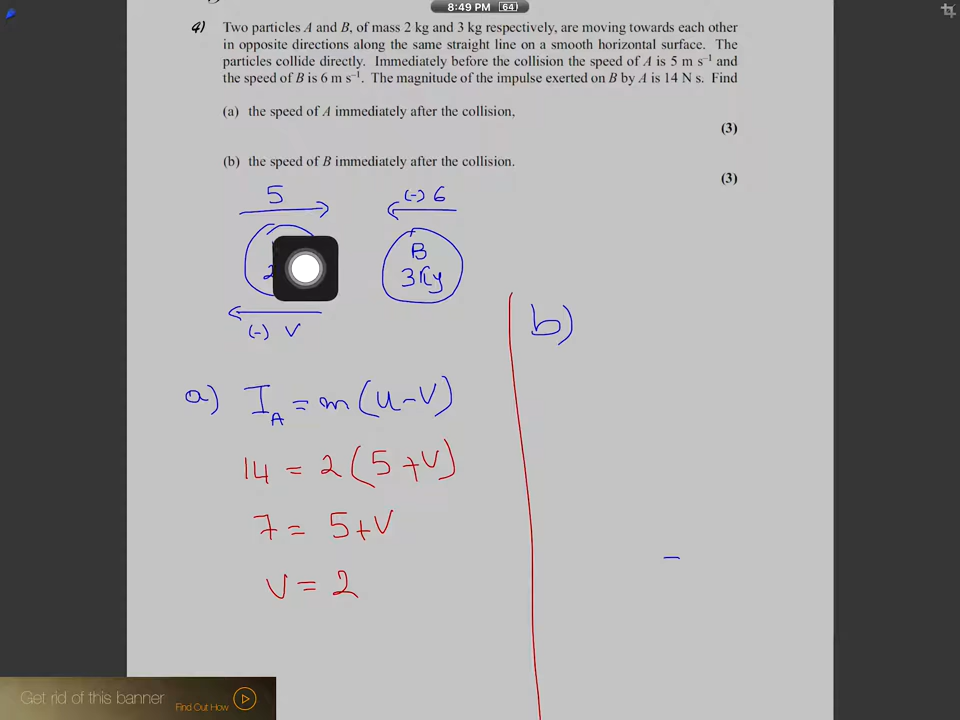 8:49 PM 64
4) Two particles A and B, of mass 2 kg and 3 kg respectively, are moving towards each other
in opposite directions along the same straight line on a smooth horizontal surface. The
particles collide directly. Immediately before the collision the speed of A is 5 m s⁻¹ and
the speed of B is 6 m s⁻¹. The magnitude of the impulse exerted on B by A is 14 N s. Find
(a) the speed of A immediately after the collision,
(3)
(b) the speed of B immediately after the collision.
(3)
5 (-) 6
B
2 3Kg
(-) V
b)
a) I_A = m(u-v)
14 = 2(5+V)
7 = 5+V
V = 2
Get rid of this banner
Find Out How